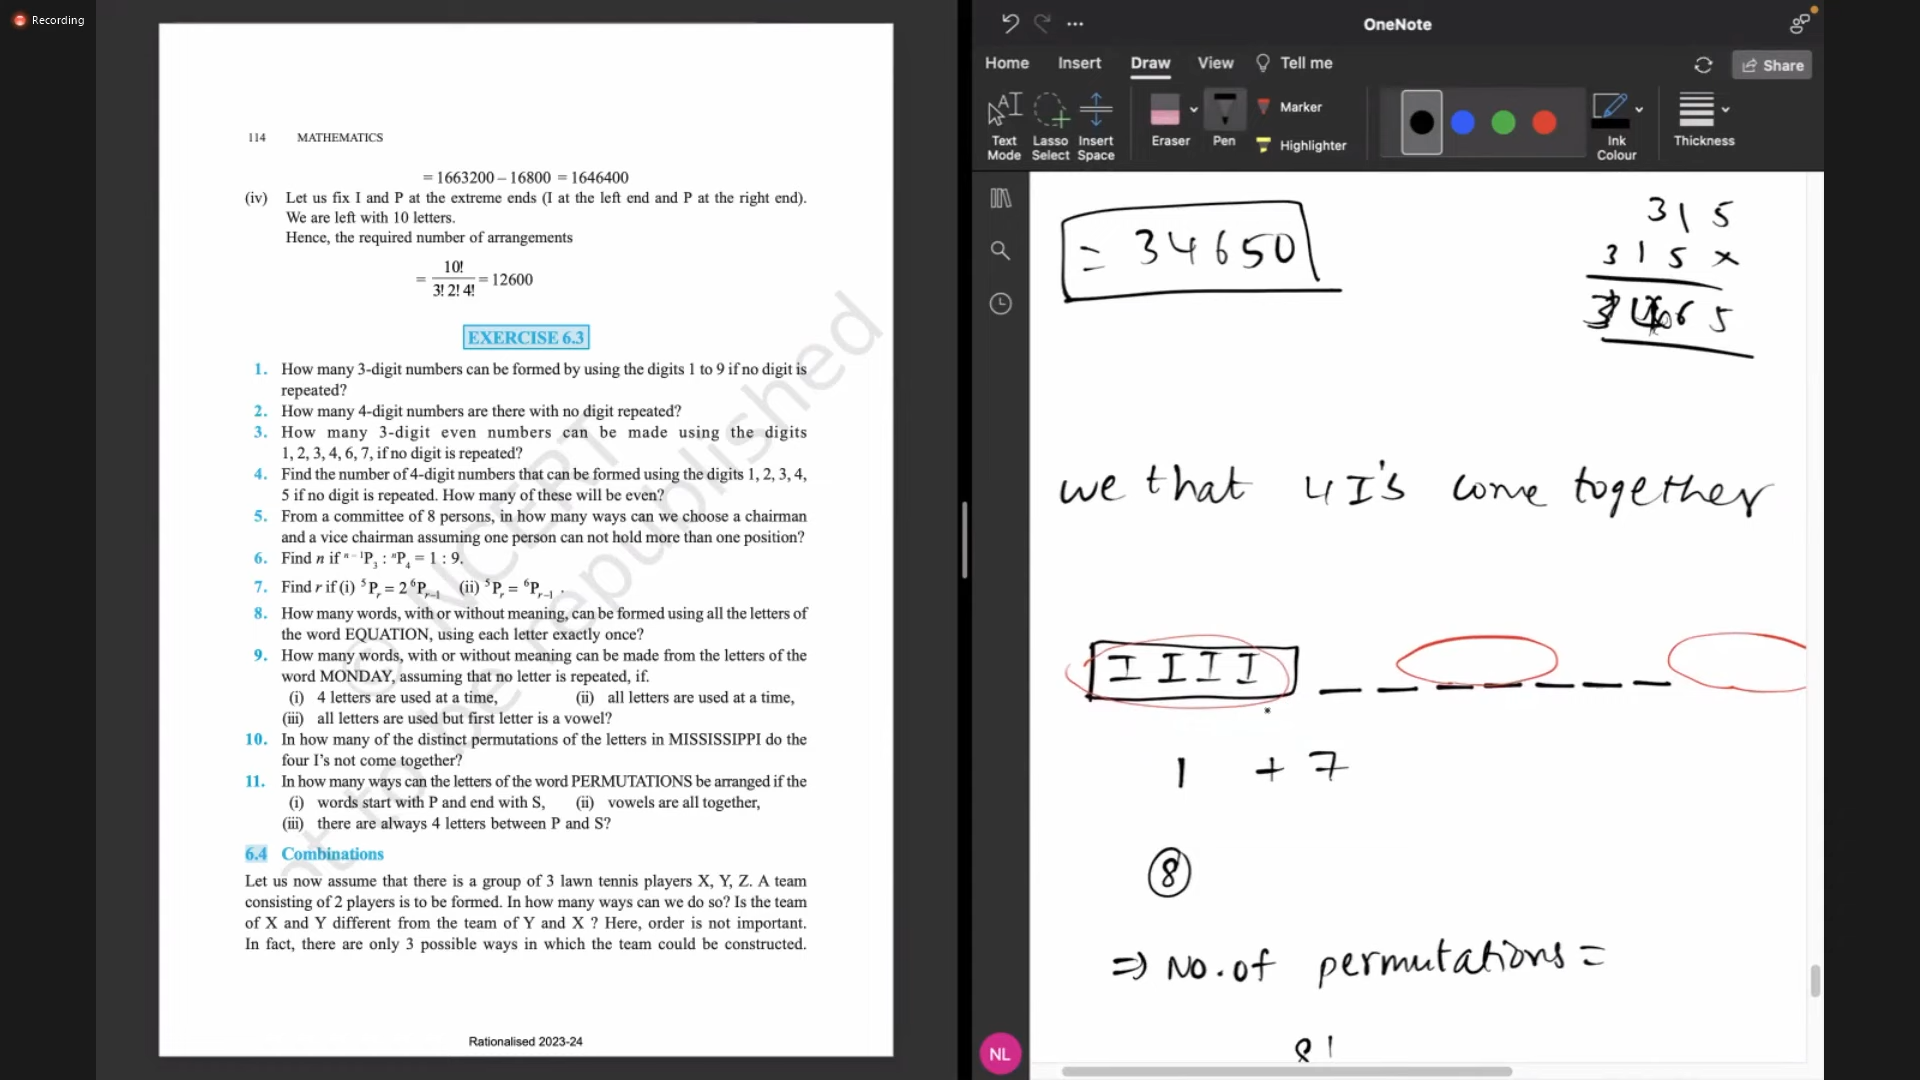 Recording
114 MATHEMATICS
= 1663200 – 16800 = 1646400
(iv) Let us fix I and P at the extreme ends (I at the left end and P at the right end).
We are left with 10 letters.
Hence, the required number of arrangements
= 10! / 3! 2! 4! = 12600
EXERCISE 6.3
1. How many 3-digit numbers can be formed by using the digits 1 to 9 if no digit is
repeated?
2. How many 4-digit numbers are there with no digit repeated?
3. How many 3-digit even numbers can be made using the digits
1, 2, 3, 4, 6, 7, if no digit is repeated?
4. Find the number of 4-digit numbers that can be formed using the digits 1, 2, 3, 4,
5 if no digit is repeated. How many of these will be even?
5. From a committee of 8 persons, in how many ways can we choose a chairman
and a vice chairman assuming one person can not hold more than one position?
6. Find n if ⁿ⁻¹P₃ : ⁿP₄ = 1 : 9.
7. Find r if (i) ⁵Pᵣ = 2 ⁶Pᵣ₋₁ (ii) ⁵Pᵣ = ⁶Pᵣ₋₁ .
8. How many words, with or without meaning, can be formed using all the letters of
the word EQUATION, using each letter exactly once?
9. How many words, with or without meaning can be made from the letters of the
word MONDAY, assuming that no letter is repeated, if.
(i) 4 letters are used at a time, (ii) all letters are used at a time,
(iii) all letters are used but first letter is a vowel?
10. In how many of the distinct permutations of the letters in MISSISSIPPI do the
four I’s not come together?
11. In how many ways can the letters of the word PERMUTATIONS be arranged if the
(i) words start with P and end with S, (ii) vowels are all together,
(iii) there are always 4 letters between P and S?
6.4 Combinations
Let us now assume that there is a group of 3 lawn tennis players X, Y, Z. A team
consisting of 2 players is to be formed. In how many ways can we do so? Is the team
of X and Y different from the team of Y and X ? Here, order is not important.
In fact, there are only 3 possible ways in which the team could be constructed.
Rationalised 2023-24
© NCERT
not to be republished
OneNote
Home Insert Draw View Tell me
Share
Text Mode
Lasso Select
Insert Space
Eraser
Pen
Marker
Highlighter
Ink Colour
Thickness
NL
= 34650
3 1 5
3 1 5 x
we that 4 I's come together
I I I I
1 + 7
8
⇒ No. of permutations =
8!